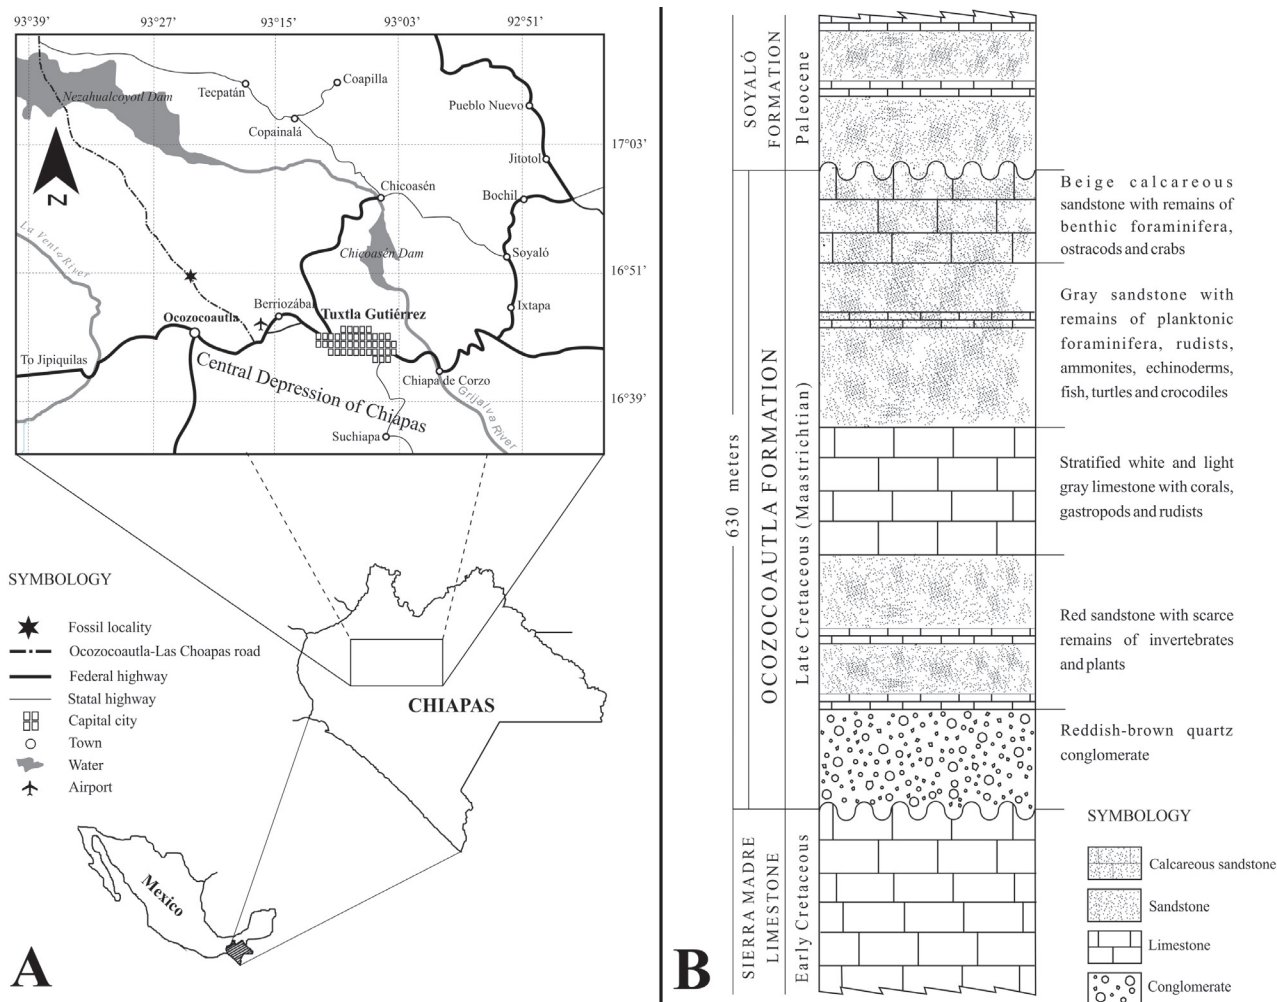 93°39’ 93°27’ 93°15’ 93°03’ 92°51’
Nezahualcoyotl Dam
Tecpatán
Coapilla
Copainalá
Pueblo Nuevo
17°03’
Jitotol
Chicoasén
Bochil
N
La Venta River
Chicoasén Dam
Soyaló
16°51’
Berriozábal
Ixtapa
Ocozocoautla
Tuxtla Gutiérrez
To Jipiquilas
Central Depression of Chiapas
Chiapa de Corzo
Grijalva River
16°39’
Suchiapa
SYMBOLOGY
Fossil locality
Ocozocoautla-Las Choapas road
Federal highway
Statal highway
Capital city
Town
Water
Airport
CHIAPAS
Mexico
A
SOYALÓ
FORMATION
Paleocene
630 meters
OCOZOCOAUTLA FORMATION
Late Cretaceous (Maastrichtian)
SIERRA MADRE
LIMESTONE
Early Cretaceous
Beige calcareous
sandstone with remains of
benthic foraminifera,
ostracods and crabs
Gray sandstone with
remains of planktonic
foraminifera, rudists,
ammonites, echinoderms,
fish, turtles and crocodiles
Stratified white and light
gray limestone with corals,
gastropods and rudists
Red sandstone with scarce
remains of invertebrates
and plants
Reddish-brown quartz
conglomerate
SYMBOLOGY
Calcareous sandstone
Sandstone
Limestone
Conglomerate
B